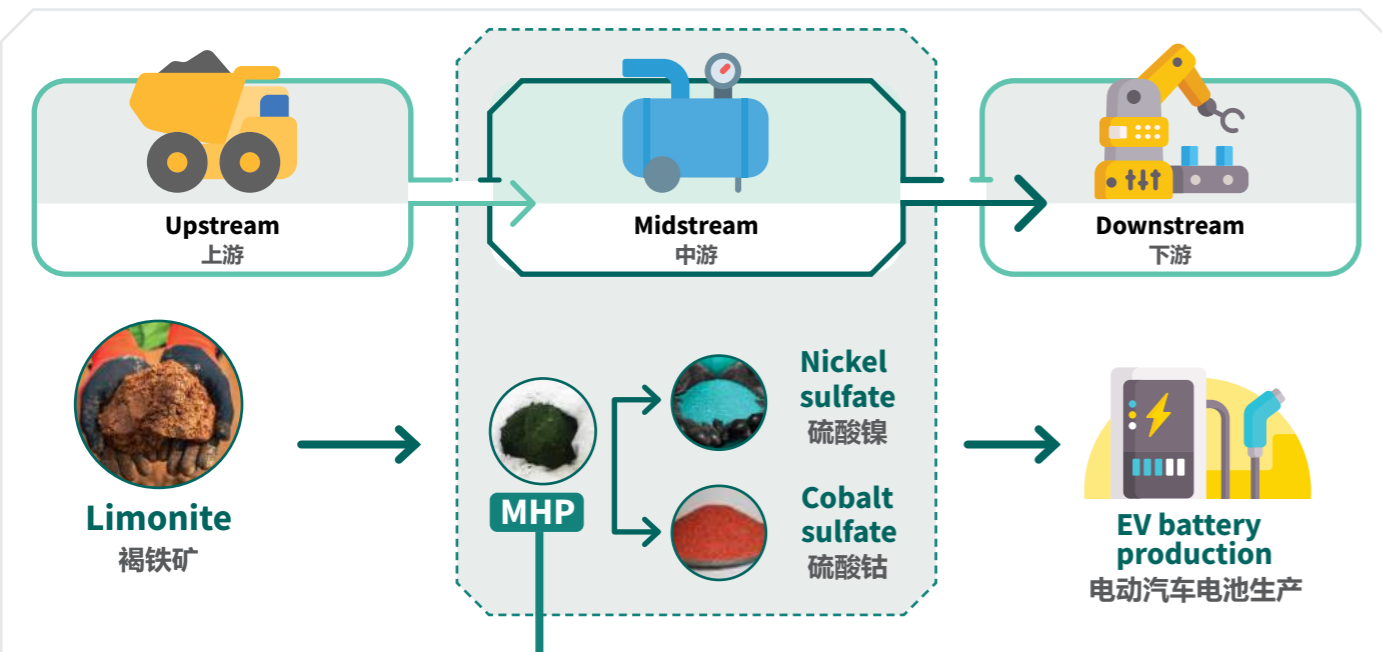 Upstream
上游
Midstream
中游
Downstream
下游
Limonite
褐铁矿
MHP
Nickel
sulfate
硫酸镍
Cobalt
sulfate
硫酸钴
EV battery
production
电动汽车电池生产